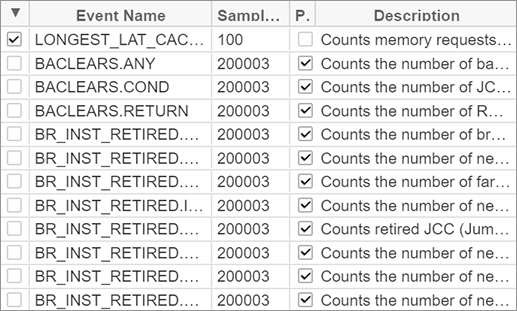 ▼ Event Name Sampl... P. Description
LONGEST_LAT_CAC... 100 Counts memory requests...
BACLEARS.ANY 200003 Counts the number of ba...
BACLEARS.COND 200003 Counts the number of JC...
BACLEARS.RETURN 200003 Counts the number of R...
BR_INST_RETIRED.... 200003 Counts the number of br...
BR_INST_RETIRED.... 200003 Counts the number of ne...
BR_INST_RETIRED.... 200003 Counts the number of far...
BR_INST_RETIRED.I... 200003 Counts the number of ne...
BR_INST_RETIRED.... 200003 Counts retired JCC (Jum...
BR_INST_RETIRED.... 200003 Counts the number of ne...
BR_INST_RETIRED.... 200003 Counts the number of ne...
BR_INST_RETIRED.... 200003 Counts the number of ne...